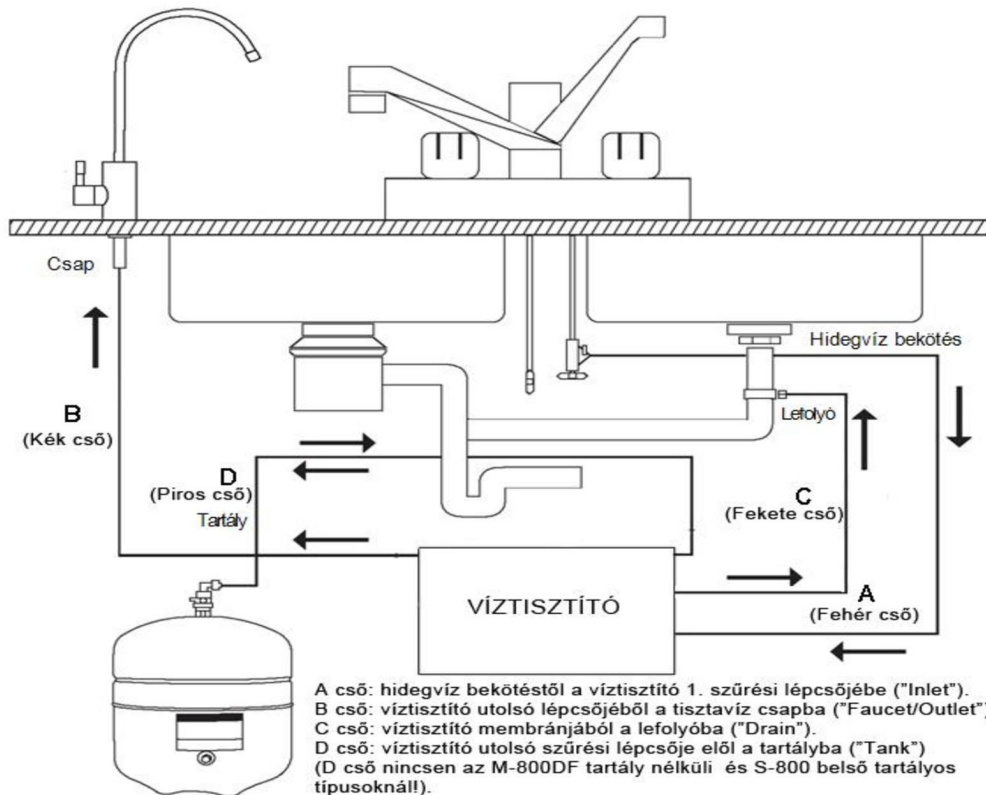 Csap
Hidegvíz bekötés
B
(Kék cső)
Lefolyó
D
(Piros cső)
Tartály
C
(Fekete cső)
A
(Fehér cső)
VÍZTISZTÍTÓ
A cső: hidegvíz bekötéstől a víztisztító 1. szűrési lépcsőjébe ("Inlet").
B cső: víztisztító utolsó lépcsőjéből a tisztavíz csapba ("Faucet/Outlet")
C cső: víztisztító membránjából a lefolyóba ("Drain").
D cső: víztisztító utolsó szűrési lépcsője elől a tartályba ("Tank")
(D cső nincsen az M-800DF tartály nélküli és S-800 belső tartályos
típusoknál!).